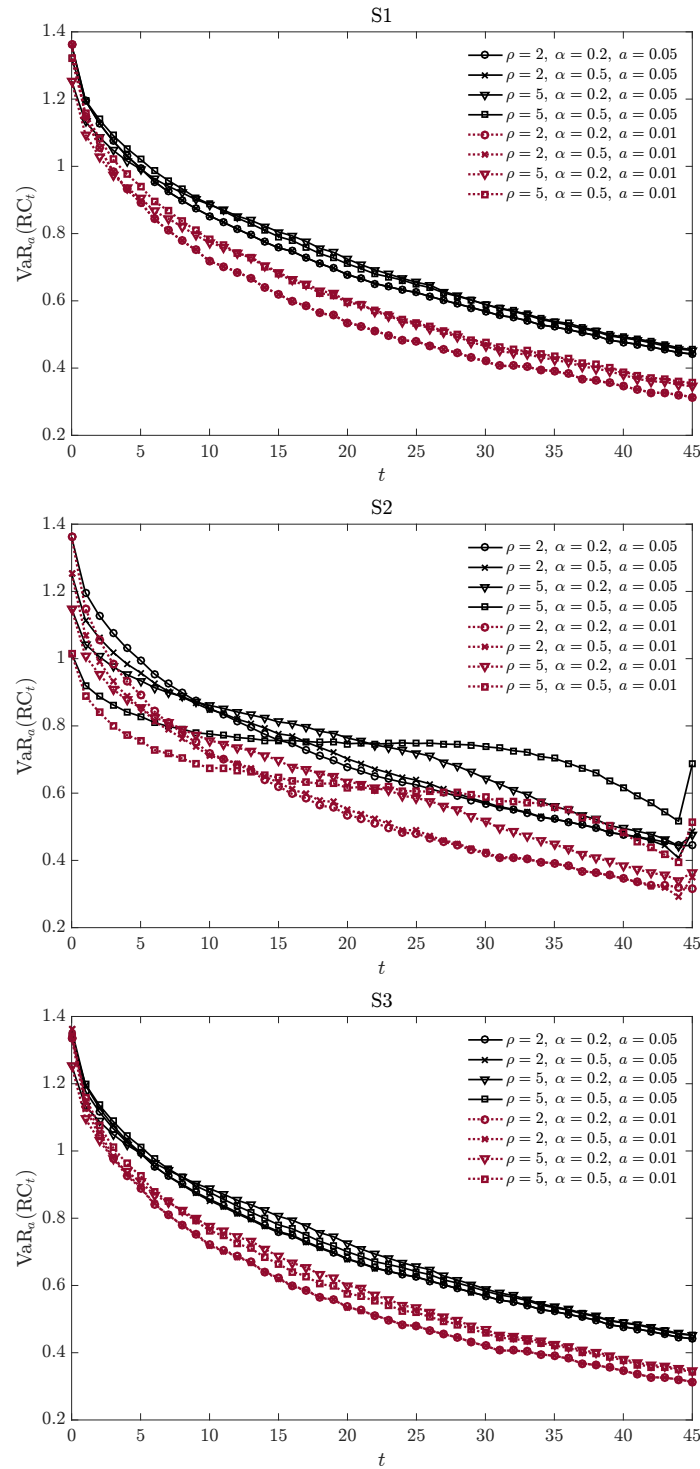 S1
1.4
1.2
1
0.8
0.6
0.4
0.2
VaRₐ(RCₜ)
ρ = 2, α = 0.2, a = 0.05
ρ = 2, α = 0.5, a = 0.05
ρ = 5, α = 0.2, a = 0.05
ρ = 5, α = 0.5, a = 0.05
ρ = 2, α = 0.2, a = 0.01
ρ = 2, α = 0.5, a = 0.01
ρ = 5, α = 0.2, a = 0.01
ρ = 5, α = 0.5, a = 0.01
0 5 10 15 20 25 30 35 40 45
t
S2
1.4
1.2
1
0.8
0.6
0.4
0.2
VaRₐ(RCₜ)
ρ = 2, α = 0.2, a = 0.05
ρ = 2, α = 0.5, a = 0.05
ρ = 5, α = 0.2, a = 0.05
ρ = 5, α = 0.5, a = 0.05
ρ = 2, α = 0.2, a = 0.01
ρ = 2, α = 0.5, a = 0.01
ρ = 5, α = 0.2, a = 0.01
ρ = 5, α = 0.5, a = 0.01
0 5 10 15 20 25 30 35 40 45
t
S3
1.4
1.2
1
0.8
0.6
0.4
0.2
VaRₐ(RCₜ)
ρ = 2, α = 0.2, a = 0.05
ρ = 2, α = 0.5, a = 0.05
ρ = 5, α = 0.2, a = 0.05
ρ = 5, α = 0.5, a = 0.05
ρ = 2, α = 0.2, a = 0.01
ρ = 2, α = 0.5, a = 0.01
ρ = 5, α = 0.2, a = 0.01
ρ = 5, α = 0.5, a = 0.01
0 5 10 15 20 25 30 35 40 45
t